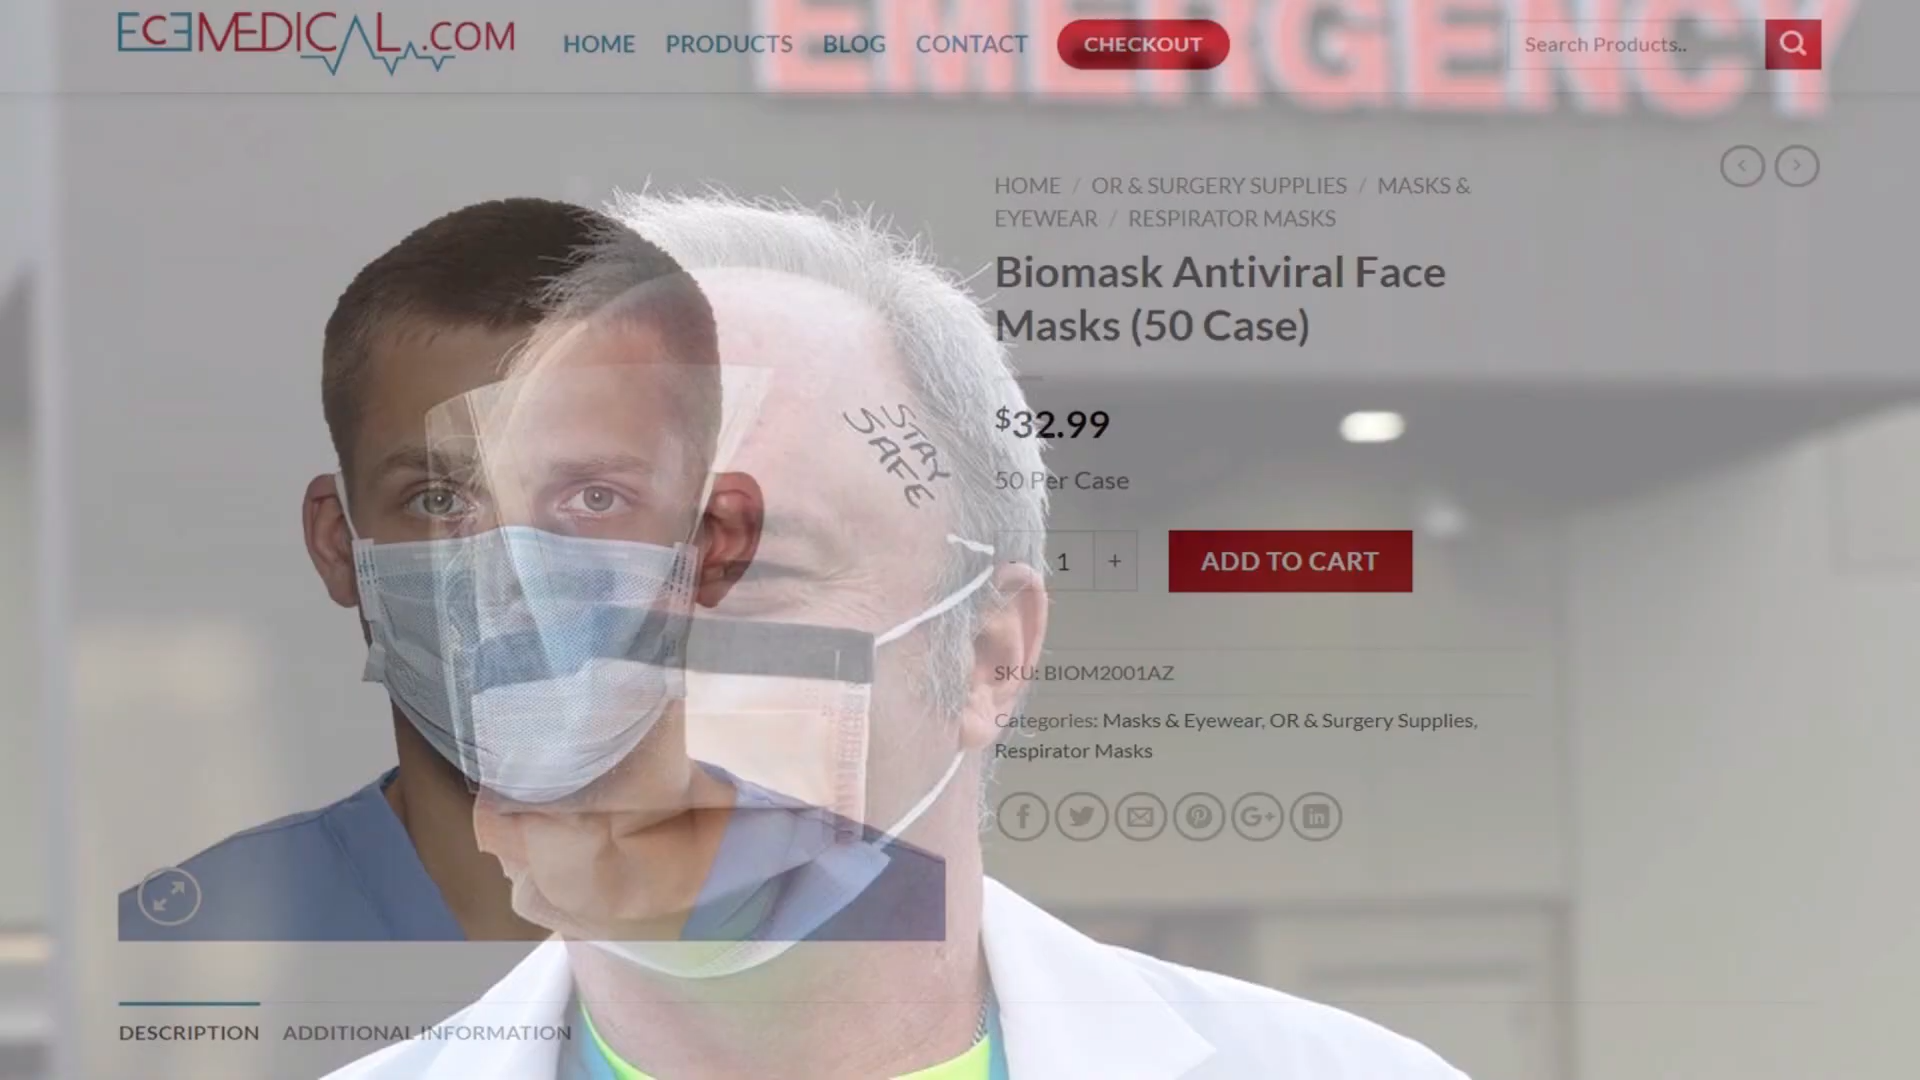 ECEMEDICAL.COM
HOME PRODUCTS BLOG CONTACT CHECKOUT
Search Products..
EMERGENCY
HOME / OR & SURGERY SUPPLIES / MASKS &
EYEWEAR / RESPIRATOR MASKS
Biomask Antiviral Face
Masks (50 Case)
$32.99
50 Per Case
STAY
SAFE
- 1 +
ADD TO CART
SKU: BIOM2001AZ
Categories: Masks & Eyewear, OR & Surgery Supplies,
Respirator Masks
DESCRIPTION ADDITIONAL INFORMATION